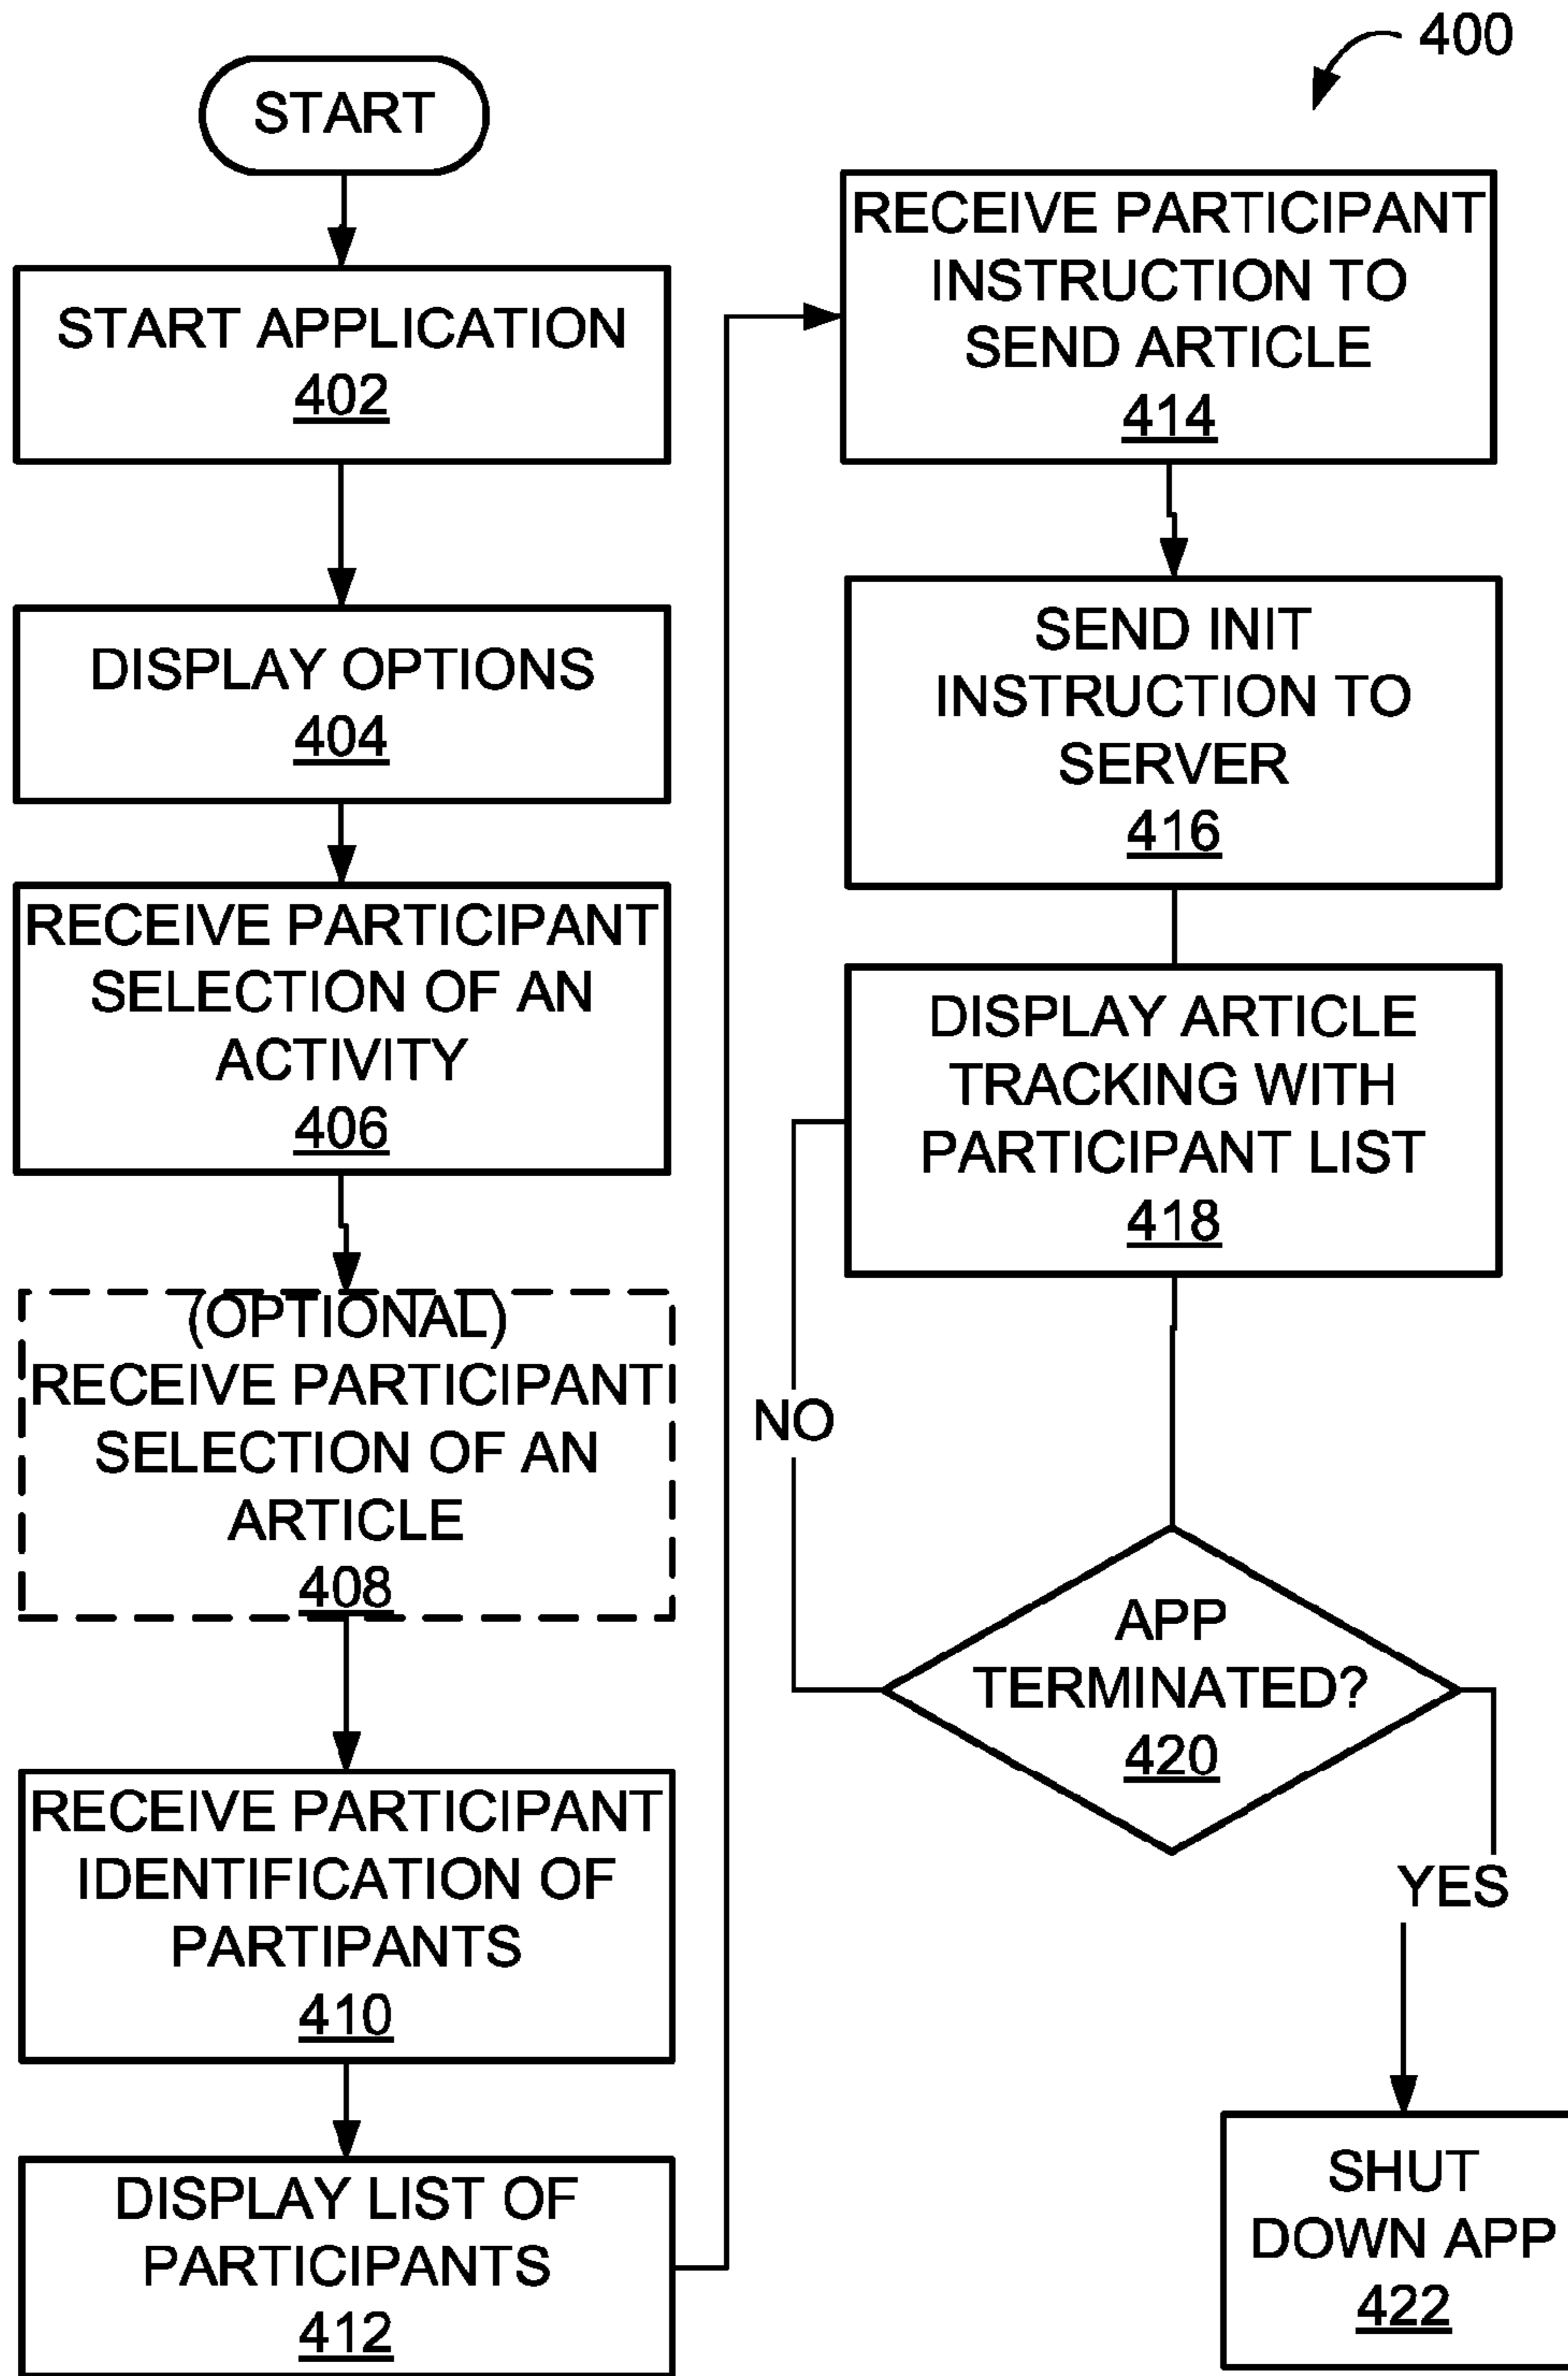 START
START APPLICATION
402
DISPLAY OPTIONS
404
RECEIVE PARTICIPANT
SELECTION OF AN
ACTIVITY
406
(OPTIONAL)
RECEIVE PARTICIPANT
SELECTION OF AN
ARTICLE
408
RECEIVE PARTICIPANT
IDENTIFICATION OF
PARTIPANTS
410
DISPLAY LIST OF
PARTICIPANTS
412
400
RECEIVE PARTICIPANT
INSTRUCTION TO
SEND ARTICLE
414
SEND INIT
INSTRUCTION TO
SERVER
416
DISPLAY ARTICLE
TRACKING WITH
PARTICIPANT LIST
418
NO
APP
TERMINATED?
420
YES
SHUT
DOWN APP
422